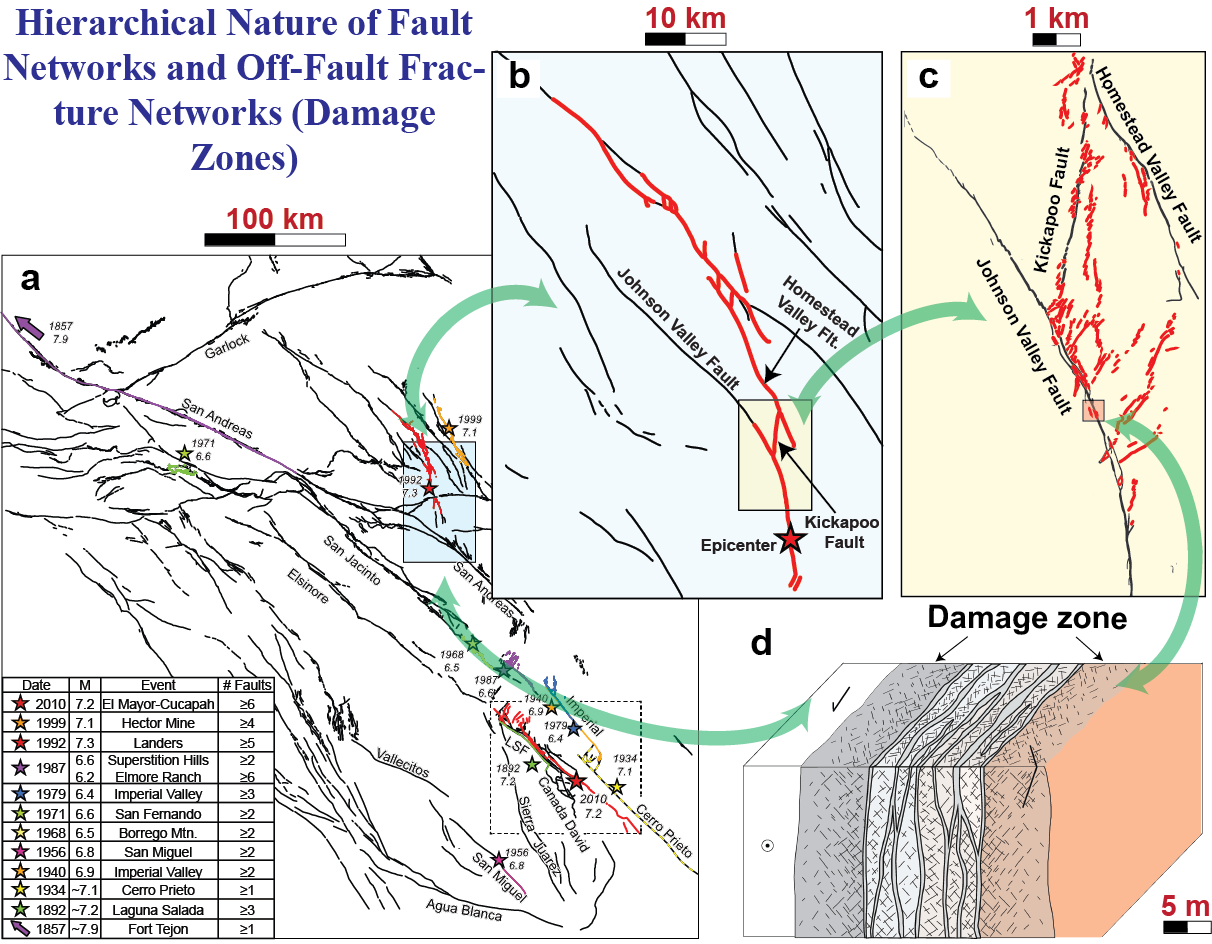 Hierarchical Nature of Fault
Networks and Off-Fault Frac-
ture Networks (Damage
Zones)
100 km
a
1857
7.9
Garlock
San Andreas
1971
6.6
1999
7.1
1992
7.3
San Jacinto
Elsinore
San Andreas
1968
6.5
1987
6.6
1940
6.9
Imperial
1979
6.4
LSF
1892
7.2
1934
7.1
2010
7.2
Canada David
Cerro Prieto
Sierra Juarez
Vallecitos
1956
6.8
San Miguel
Agua Blanca
Date M Event # Faults
2010 7.2 El Mayor-Cucapah ≥6
1999 7.1 Hector Mine ≥4
1992 7.3 Landers ≥5
1987 6.6 Superstition Hills ≥2
6.2 Elmore Ranch ≥6
1979 6.4 Imperial Valley ≥3
1971 6.6 San Fernando ≥2
1968 6.5 Borrego Mtn. ≥2
1956 6.8 San Miguel ≥2
1940 6.9 Imperial Valley ≥2
1934 ~7.1 Cerro Prieto ≥1
1892 ~7.2 Laguna Salada ≥3
1857 ~7.9 Fort Tejon ≥1
10 km
b
Johnson Valley Fault
Homestead
Valley Flt.
Kickapoo
Fault
Epicenter
1 km
c
Homestead Valley Fault
Kickapoo Fault
Johnson Valley Fault
d
Damage zone
5 m